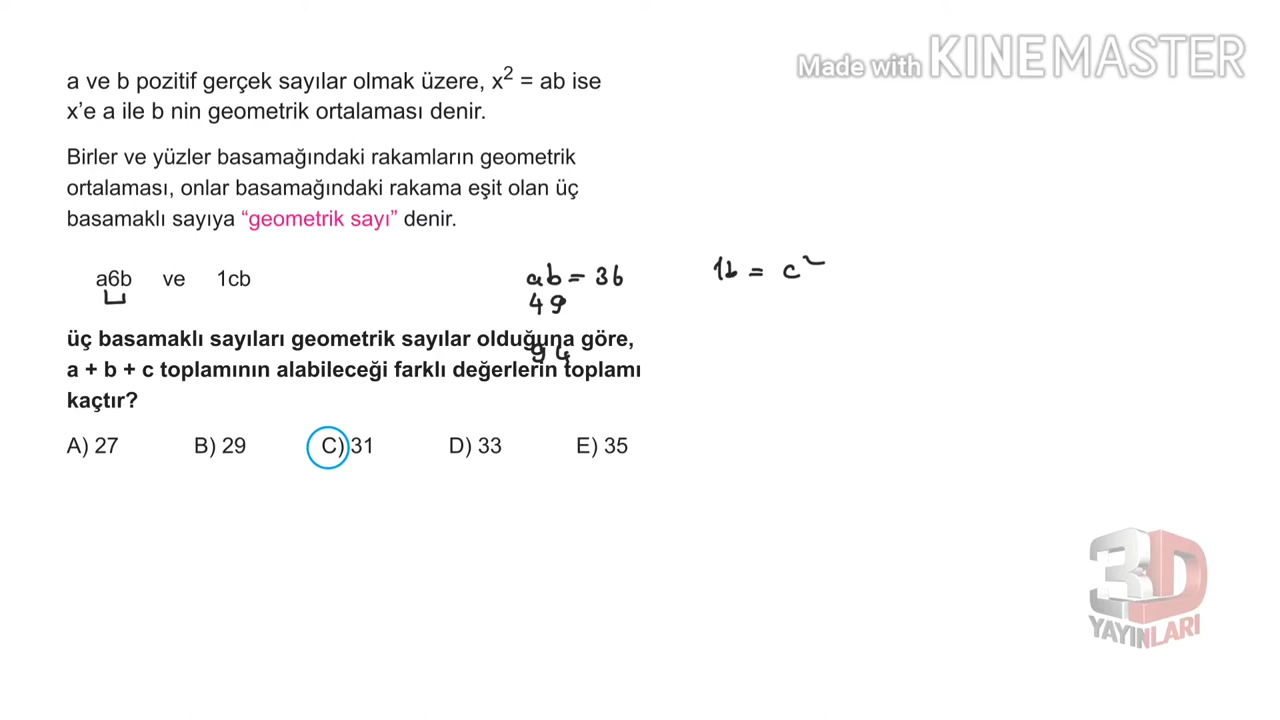 Made with KINEMASTER
a ve b pozitif gerçek sayılar olmak üzere, x² = ab ise
x'e a ile b nin geometrik ortalaması denir.
Birler ve yüzler basamağındaki rakamların geometrik
ortalaması, onlar basamağındaki rakama eşit olan üç
basamaklı sayıya “geometrik sayı” denir.
a6b ve 1cb
ab = 36
49
94
1b = c²
üç basamaklı sayıları geometrik sayılar olduğuna göre,
a + b + c toplamının alabileceği farklı değerlerin toplamı
kaçtır?
A) 27 B) 29 C) 31 D) 33 E) 35
3D
YAYINLARI